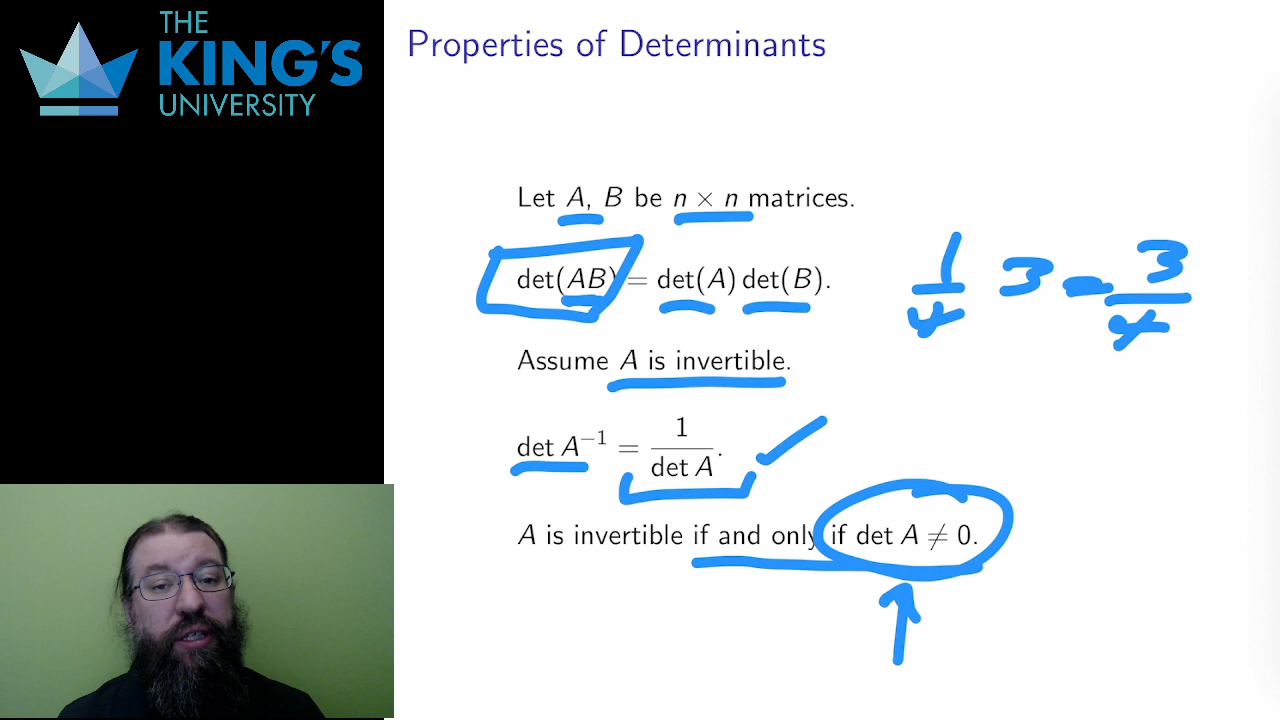 THE
KING'S
UNIVERSITY
Properties of Determinants
Let A, B be n × n matrices.
det(AB) = det(A) det(B).
1/4 3 = 3/4
Assume A is invertible.
det A⁻¹ = 1/det A.
A is invertible if and only if det A ≠ 0.